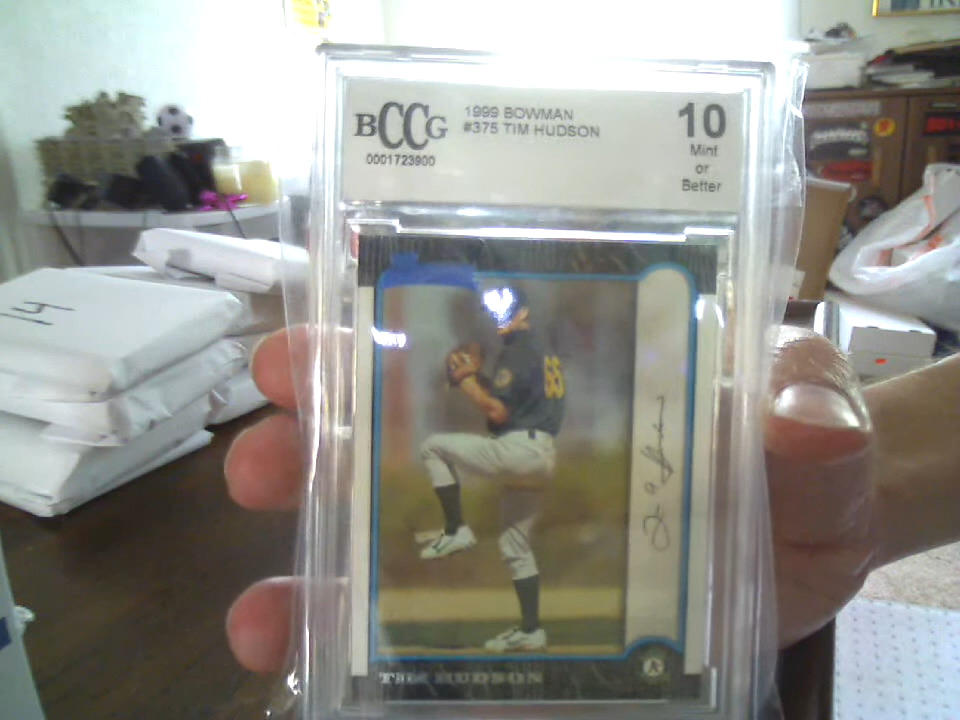 BCCG
0001723900
1999 BOWMAN
#375 TIM HUDSON
10
Mint
or
Better
TIM HUDSON
14